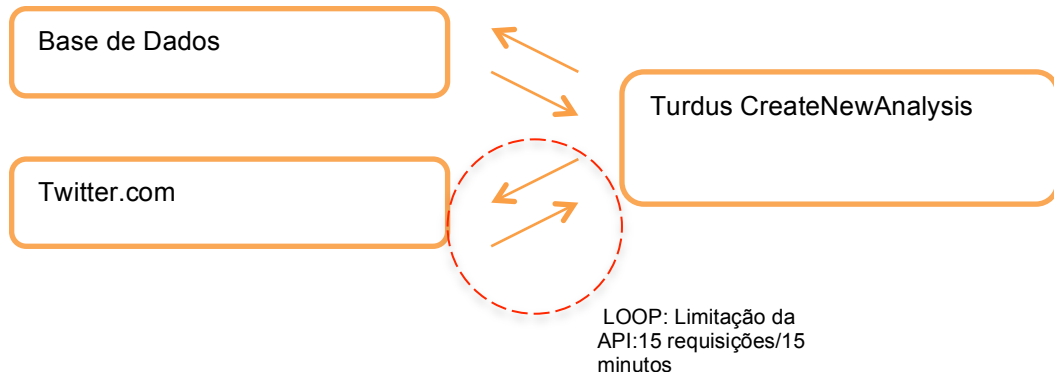 Base de Dados
Turdus CreateNewAnalysis
Twitter.com
LOOP: Limitação da
API:15 requisições/15
minutos